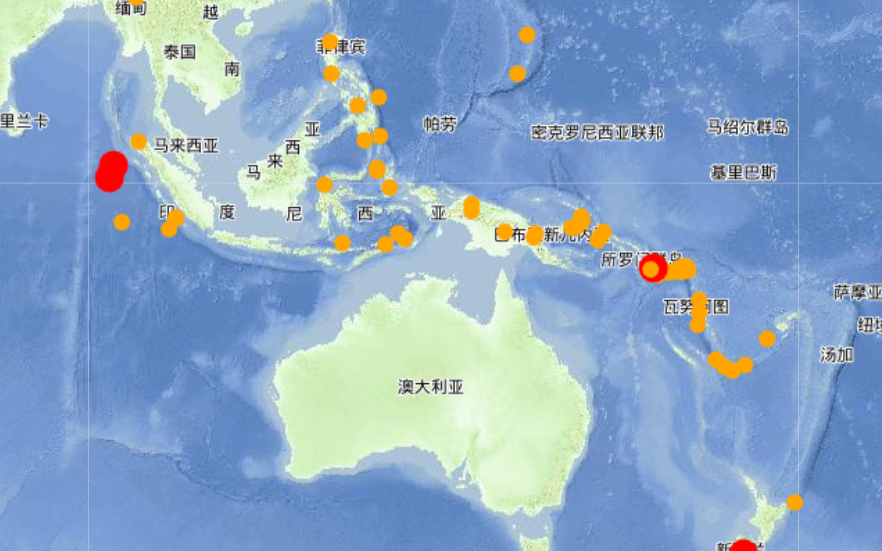 缅甸
越
菲律宾
泰国
南
里兰卡
帕劳
密克罗尼西亚联邦
马绍尔群岛
马来西亚
亚
西
来
马
基里巴斯
印
度
尼
西
亚
巴布
新几内
所罗门群岛
萨摩亚
瓦努阿图
纽埃
汤加
澳大利亚
新西兰